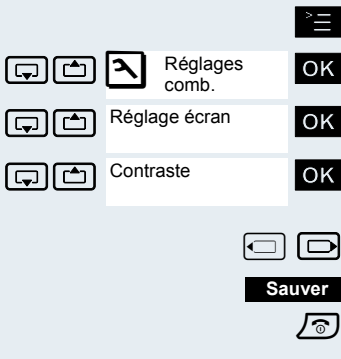 Réglages
comb.
OK
Réglage écran
OK
Contraste
OK
Sauver